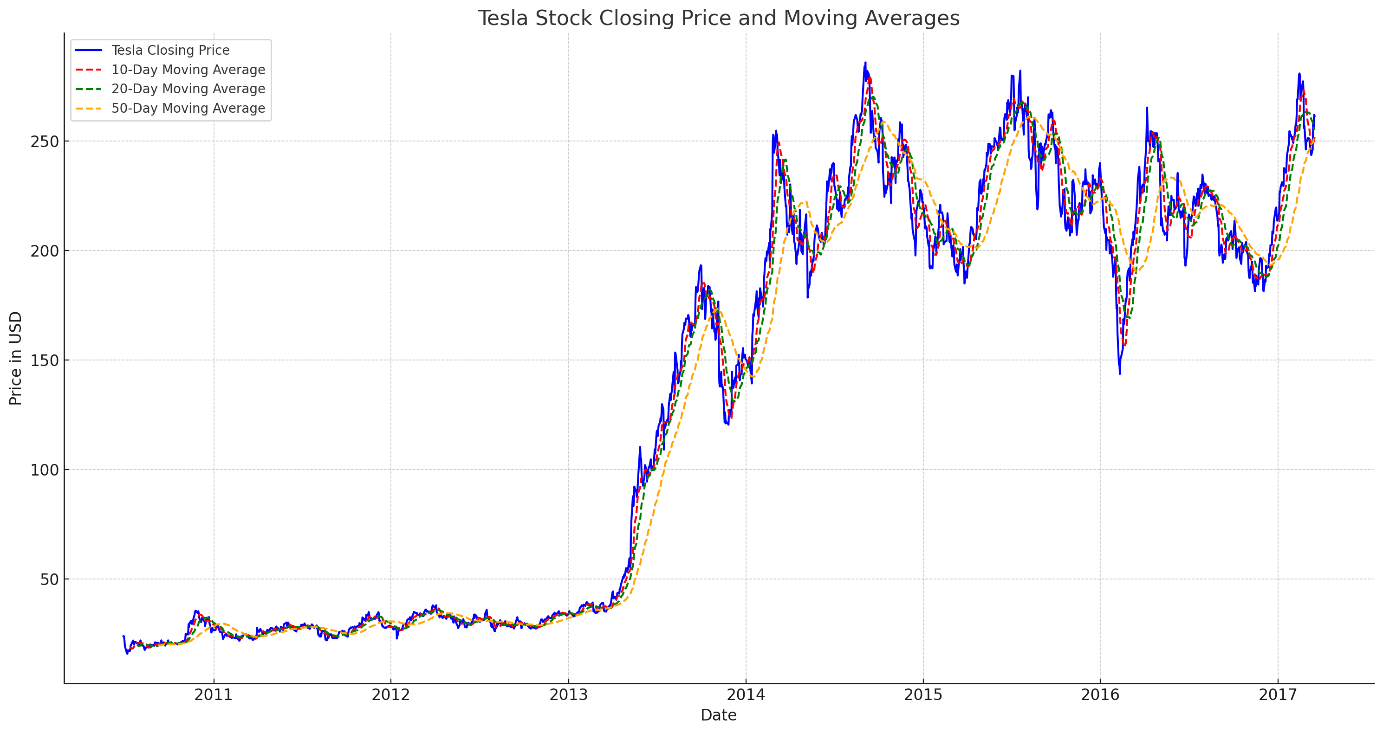 Tesla Stock Closing Price and Moving Averages
Tesla Closing Price
10-Day Moving Average
20-Day Moving Average
50-Day Moving Average
Price in USD
250
200
150
100
50
2011 2012 2013 2014 2015 2016 2017
Date